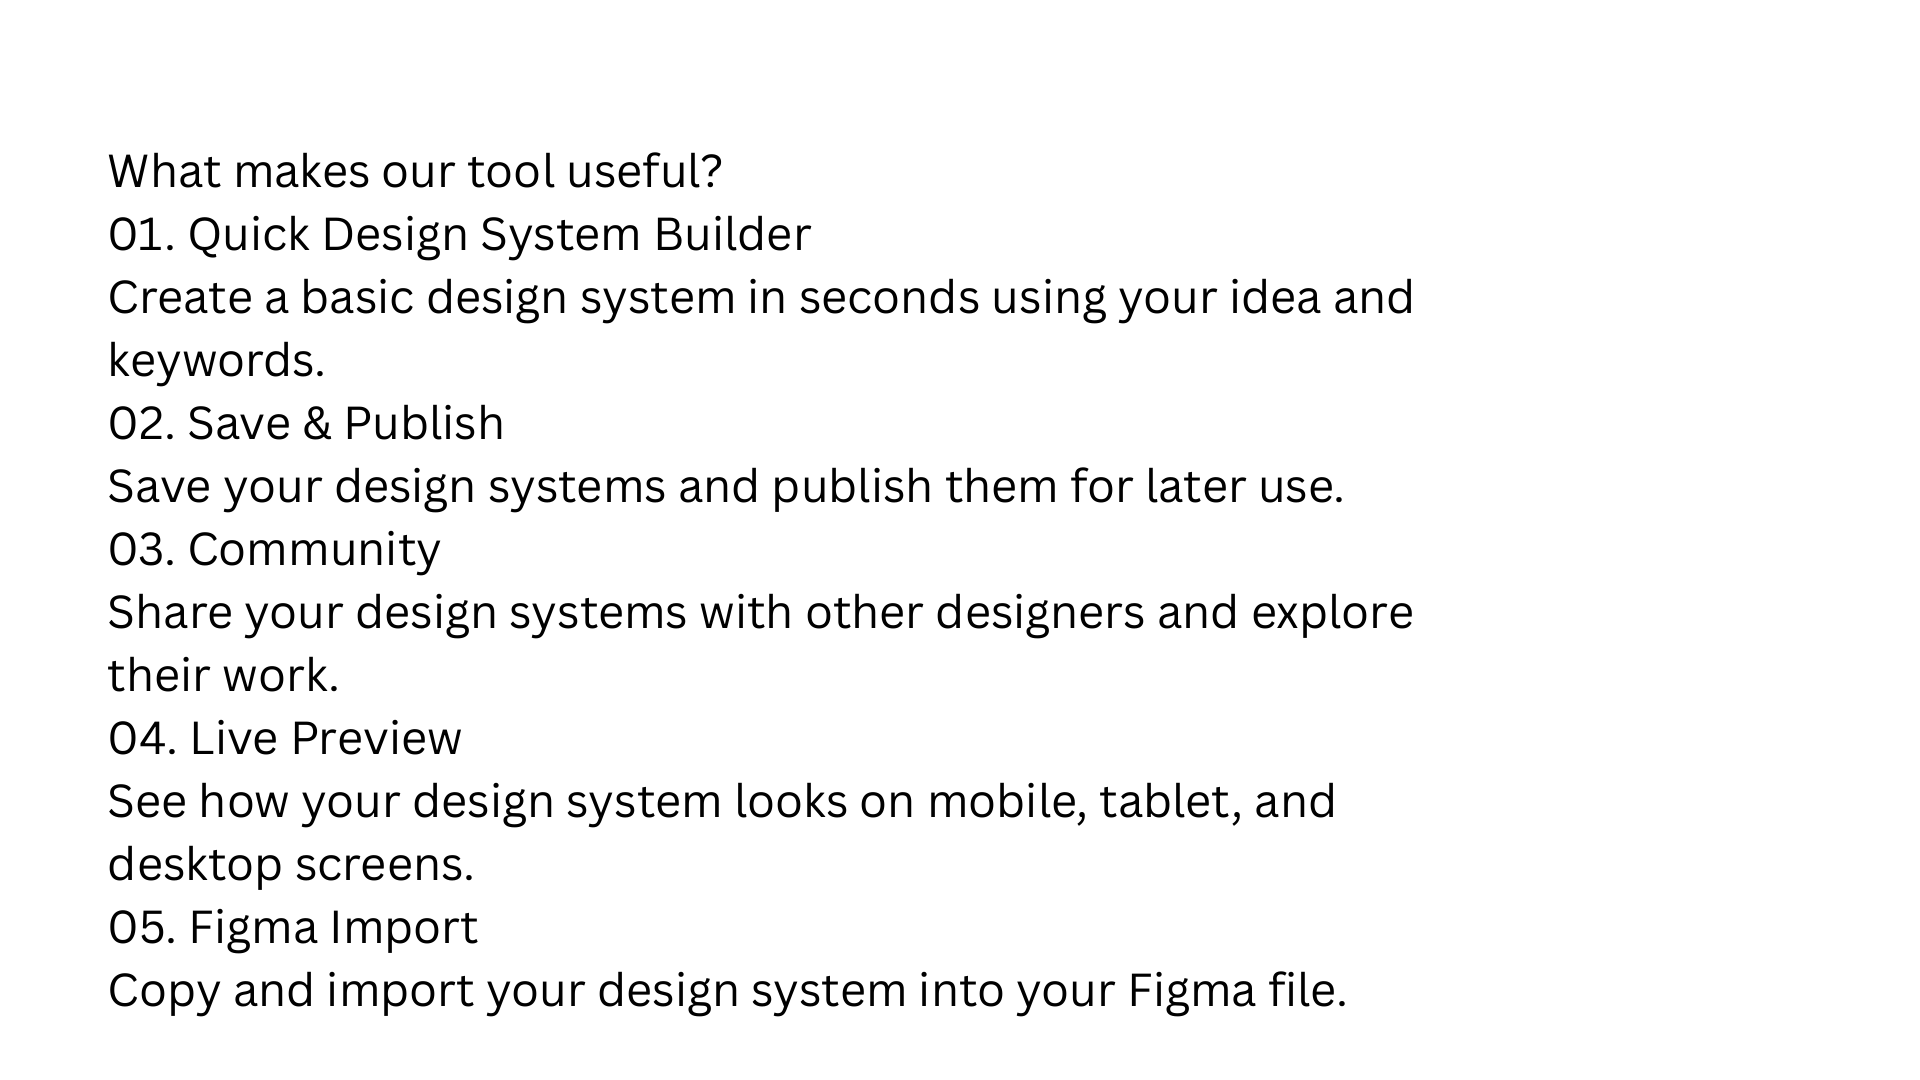 What makes our tool useful?
01. Quick Design System Builder
Create a basic design system in seconds using your idea and
keywords.
02. Save & Publish
Save your design systems and publish them for later use.
03. Community
Share your design systems with other designers and explore
their work.
04. Live Preview
See how your design system looks on mobile, tablet, and
desktop screens.
05. Figma Import
Copy and import your design system into your Figma file.